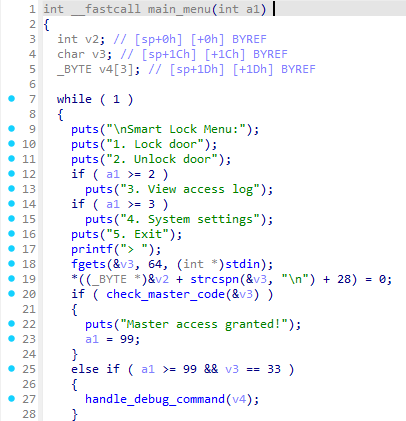 1 int __fastcall main_menu(int a1)
2 {
3 int v2; // [sp+0h] [+0h] BYREF
4 char v3; // [sp+1Ch] [+1Ch] BYREF
5 _BYTE v4[3]; // [sp+1Dh] [+1Dh] BYREF
6
7 while ( 1 )
8 {
9 puts("\nSmart Lock Menu:");
10 puts("1. Lock door");
11 puts("2. Unlock door");
12 if ( a1 >= 2 )
13 puts("3. View access log");
14 if ( a1 >= 3 )
15 puts("4. System settings");
16 puts("5. Exit");
17 printf("> ");
18 fgets(&v3, 64, (int *)stdin);
19 *((_BYTE *)&v2 + strcspn(&v3, "\n") + 28) = 0;
20 if ( check_master_code(&v3) )
21 {
22 puts("Master access granted!");
23 a1 = 99;
24 }
25 else if ( a1 >= 99 && v3 == 33 )
26 {
27 handle_debug_command(v4);
28 }